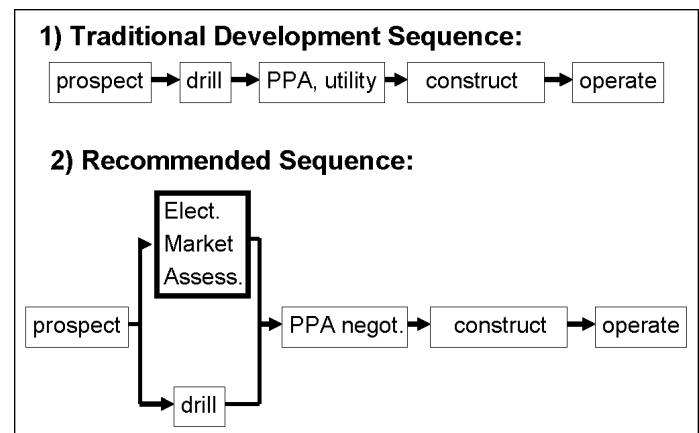 1) Traditional Development Sequence:
prospect drill PPA, utility construct operate
2) Recommended Sequence:
Elect.
Market
Assess.
prospect PPA negot. construct operate
drill